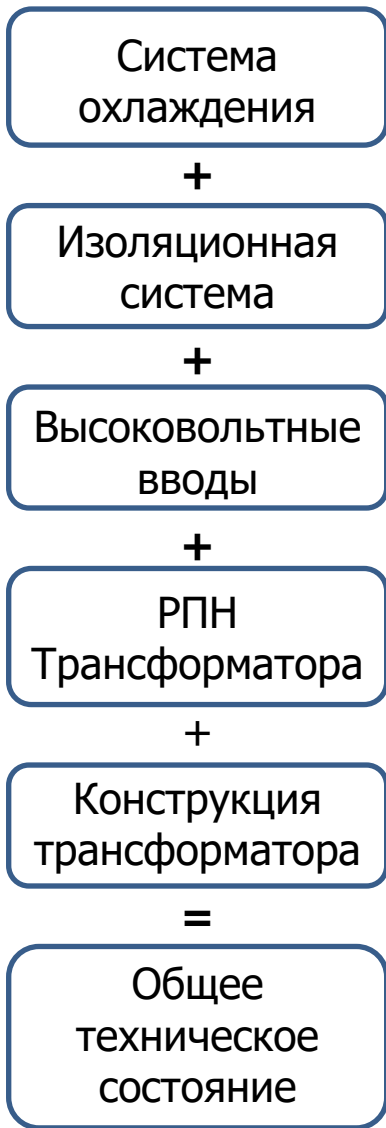 Система
охлаждения
+
Изоляционная
система
+
Высоковольтные
вводы
+
РПН
Трансформатора
+
Конструкция
трансформатора
=
Общее
техническое
состояние